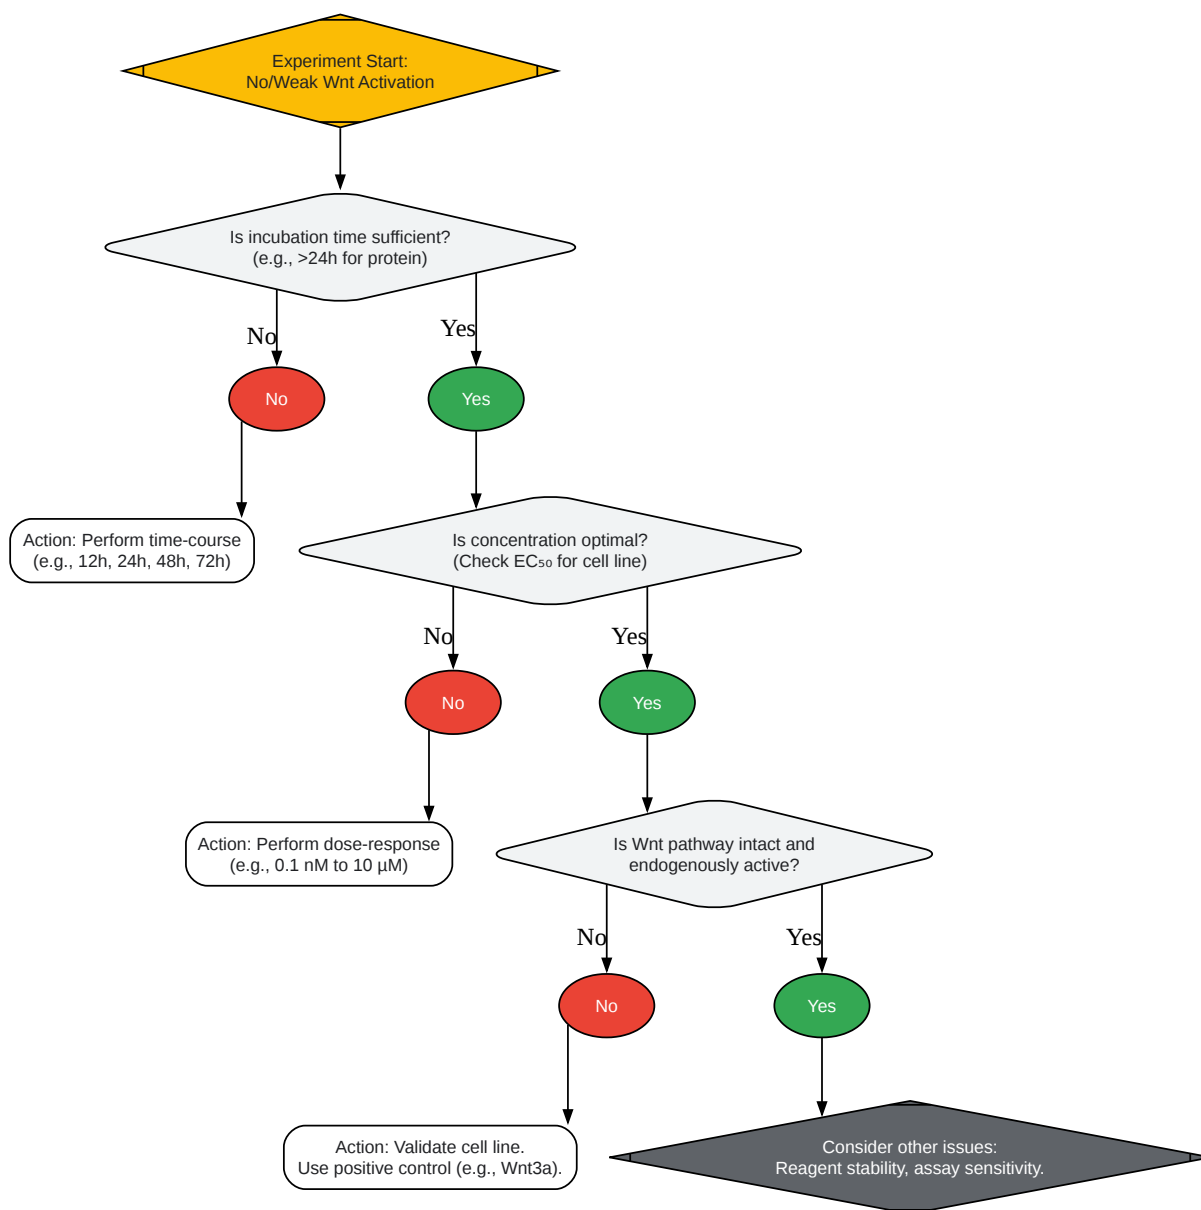 Experiment Start:
No/Weak Wnt Activation
Is incubation time sufficient?
(e.g., >24h for protein)
No
Yes
No
Yes
Action: Perform time-course
(e.g., 12h, 24h, 48h, 72h)
Is concentration optimal?
(Check EC₅₀ for cell line)
No
Yes
No
Yes
Action: Perform dose-response
(e.g., 0.1 nM to 10 µM)
Is Wnt pathway intact and
endogenously active?
No
Yes
No
Yes
Action: Validate cell line.
Use positive control (e.g., Wnt3a).
Consider other issues:
Reagent stability, assay sensitivity.